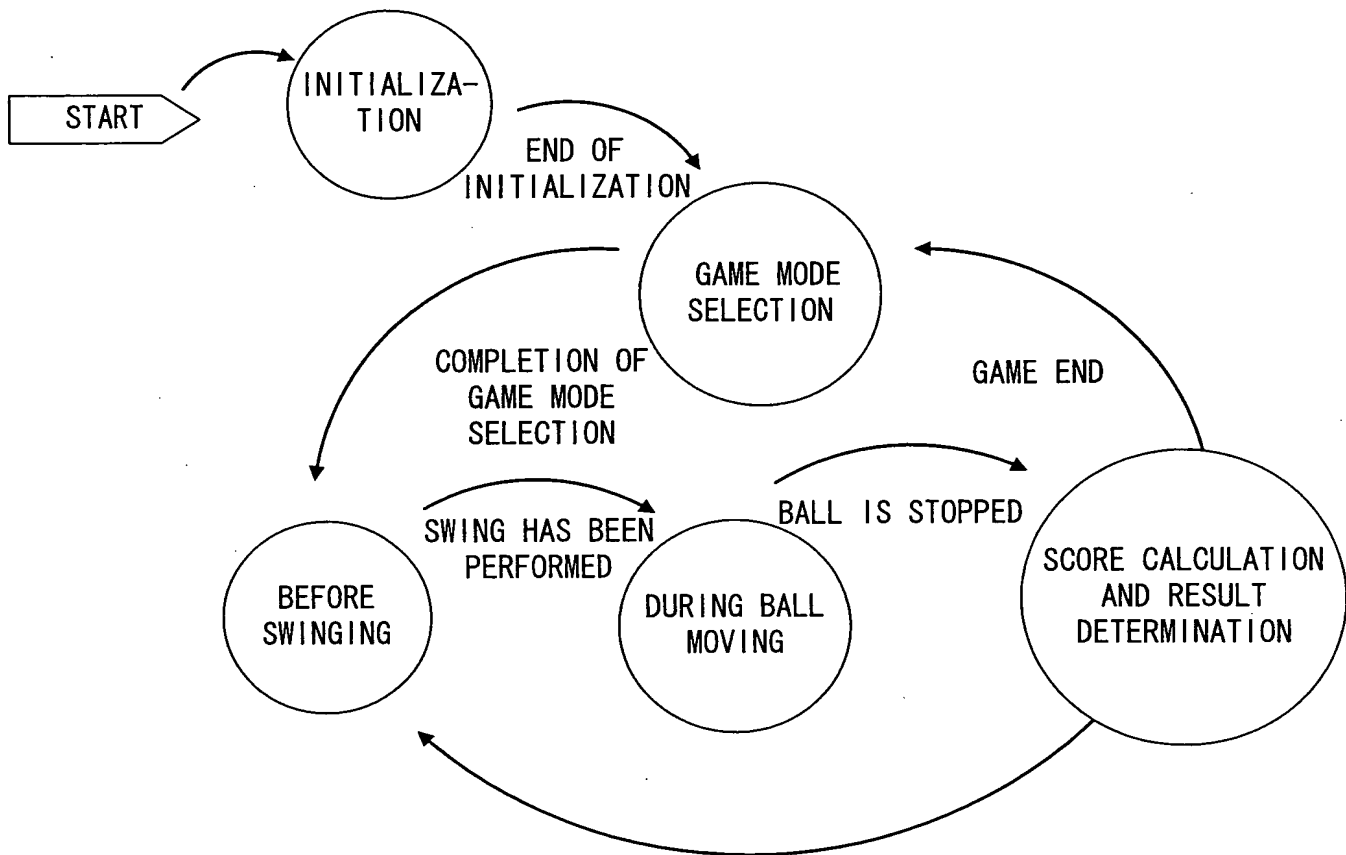 START
INITIALIZA-
TION
END OF
INITIALIZATION
GAME MODE
SELECTION
COMPLETION OF
GAME MODE
SELECTION
GAME END
SWING HAS BEEN
PERFORMED
BALL IS STOPPED
BEFORE
SWINGING
DURING BALL
MOVING
SCORE CALCULATION
AND RESULT
DETERMINATION